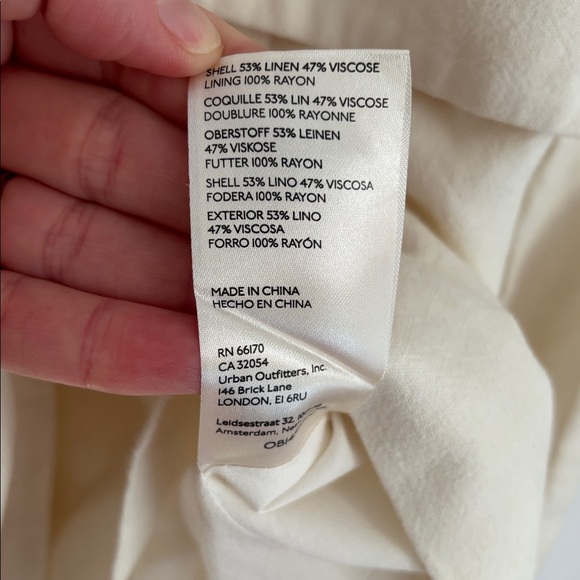 SHELL 53% LINEN 47% VISCOSE
LINING 100% RAYON
COQUILLE 53% LIN 47% VISCOSE
DOUBLURE 100% RAYONNE
OBERSTOFF 53% LEINEN
47% VISKOSE
FUTTER 100% RAYON
SHELL 53% LINO 47% VISCOSA
FODERA 100% RAYON
EXTERIOR 53% LINO
47% VISCOSA
FORRO 100% RAYÓN
MADE IN CHINA
HECHO EN CHINA
RN 66170
CA 32054
Urban Outfitters, Inc.
146 Brick Lane
LONDON, E1 6RU
Leidsestraat 32,
Amsterdam,